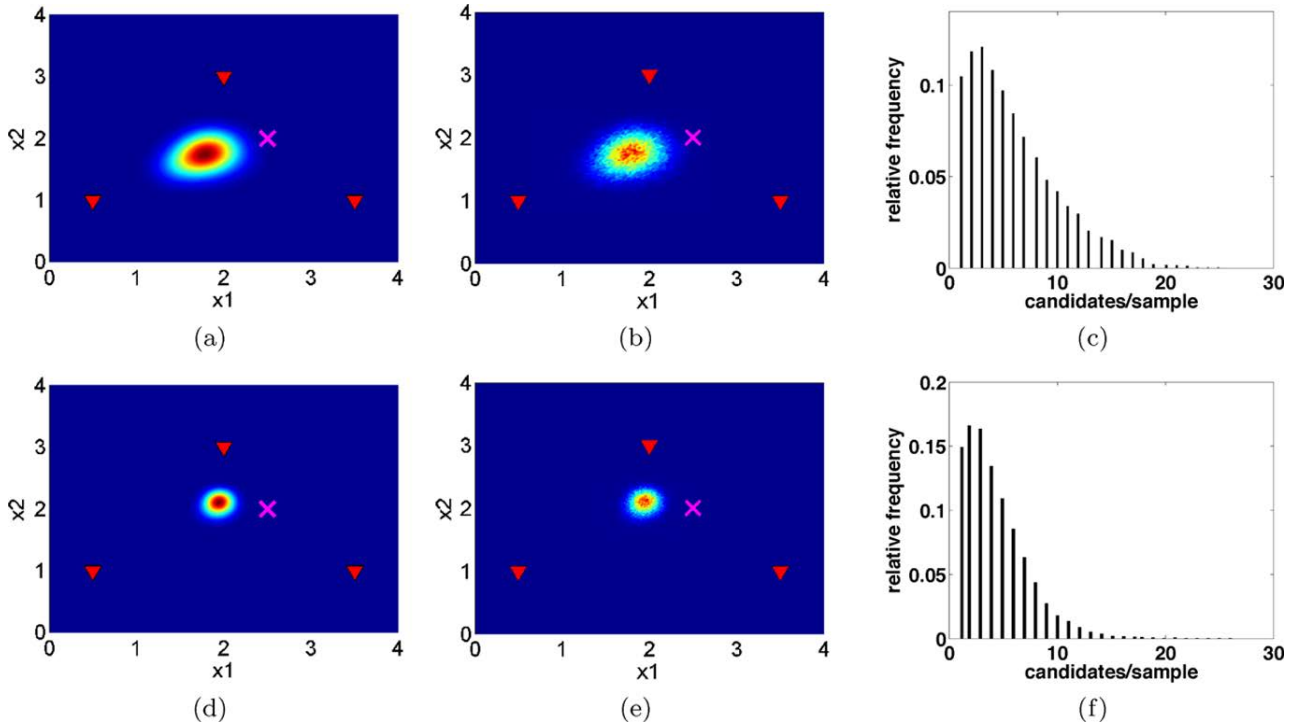 4
3
x2
2
1
0
0 1 2 3 4
x1
(a)
4
3
x2
2
1
0
0 1 2 3 4
x1
(b)
relative frequency
0.1
0.05
0
0 10 20 30
candidates/sample
(c)
4
3
x2
2
1
0
0 1 2 3 4
x1
(d)
4
3
x2
2
1
0
0 1 2 3 4
x1
(e)
relative frequency
0.2
0.15
0.1
0.05
0
0 10 20 30
candidates/sample
(f)